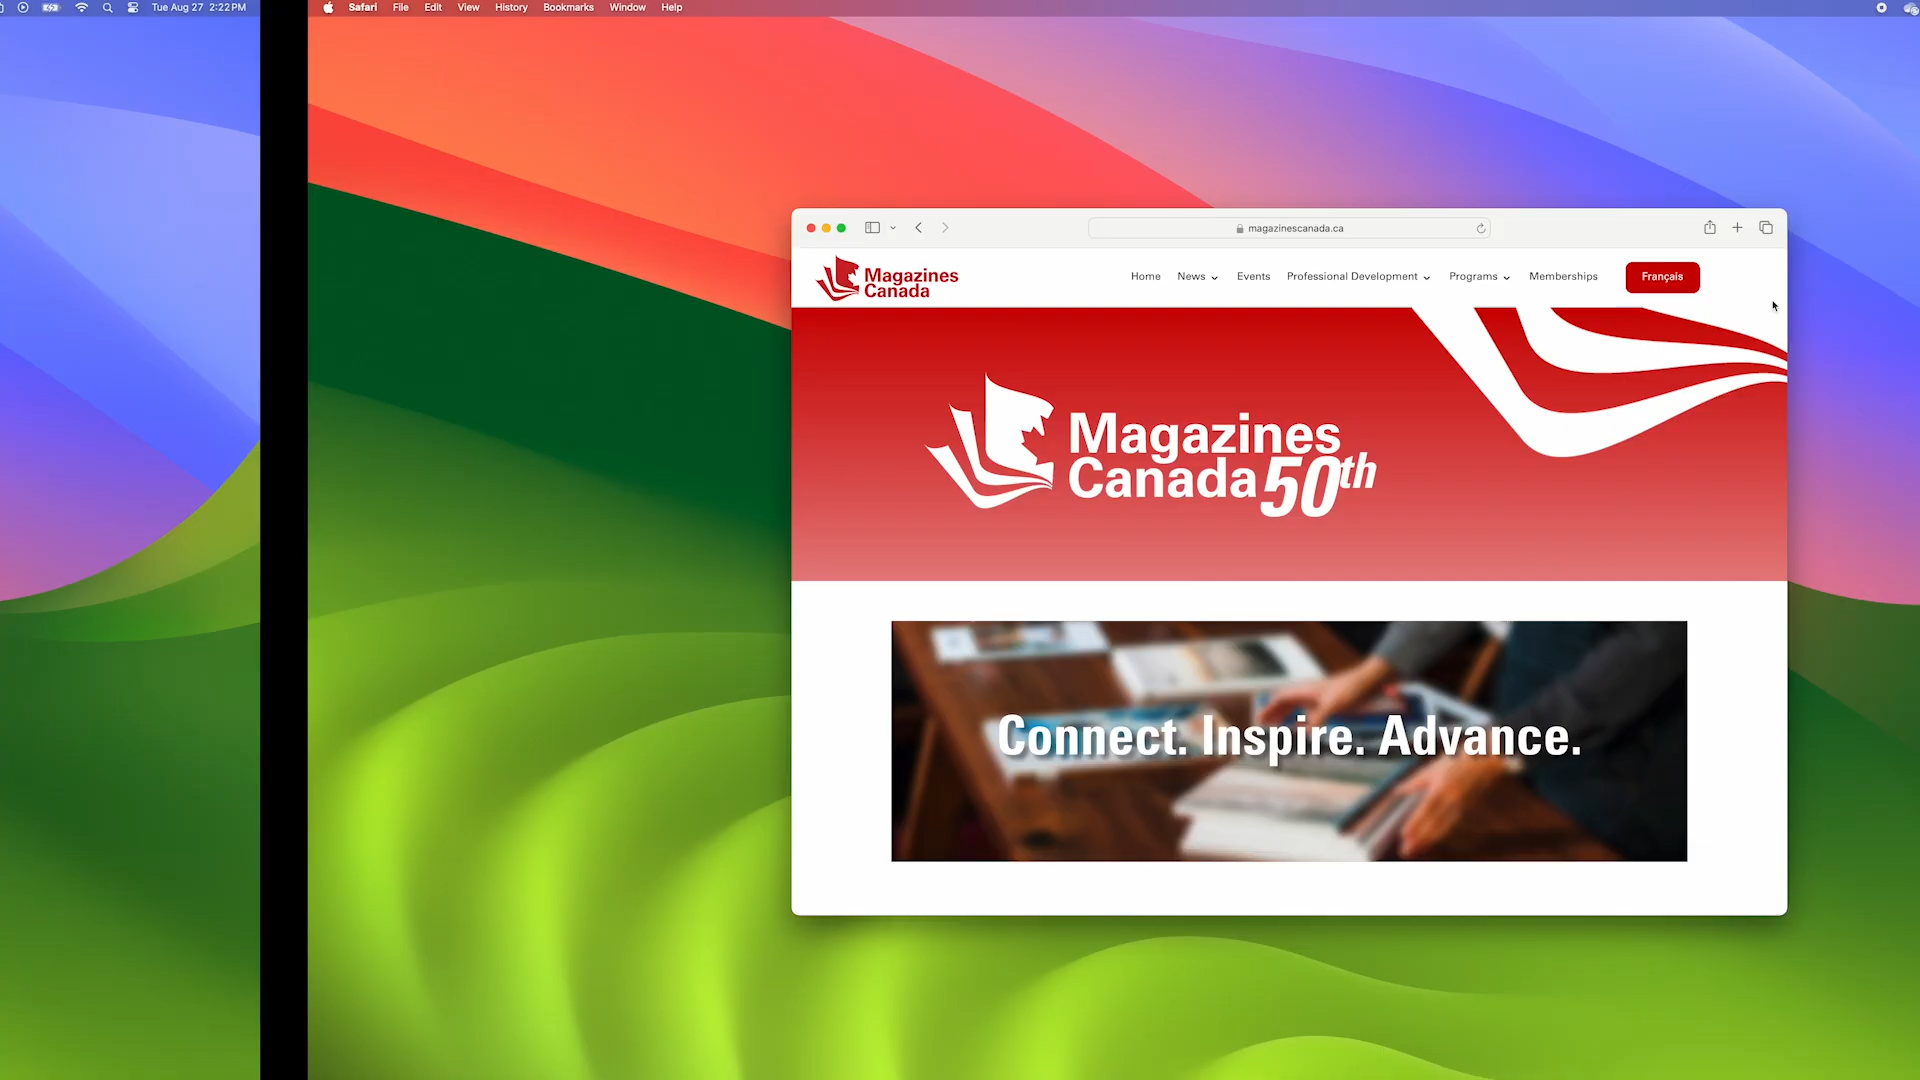 Tue Aug 27 2:22 PM
Safari File Edit View History Bookmarks Window Help
magazinescanada.ca
Magazines
Canada
Home News Events Professional Development Programs Memberships Français
Magazines
Canada 50th
Connect. Inspire. Advance.